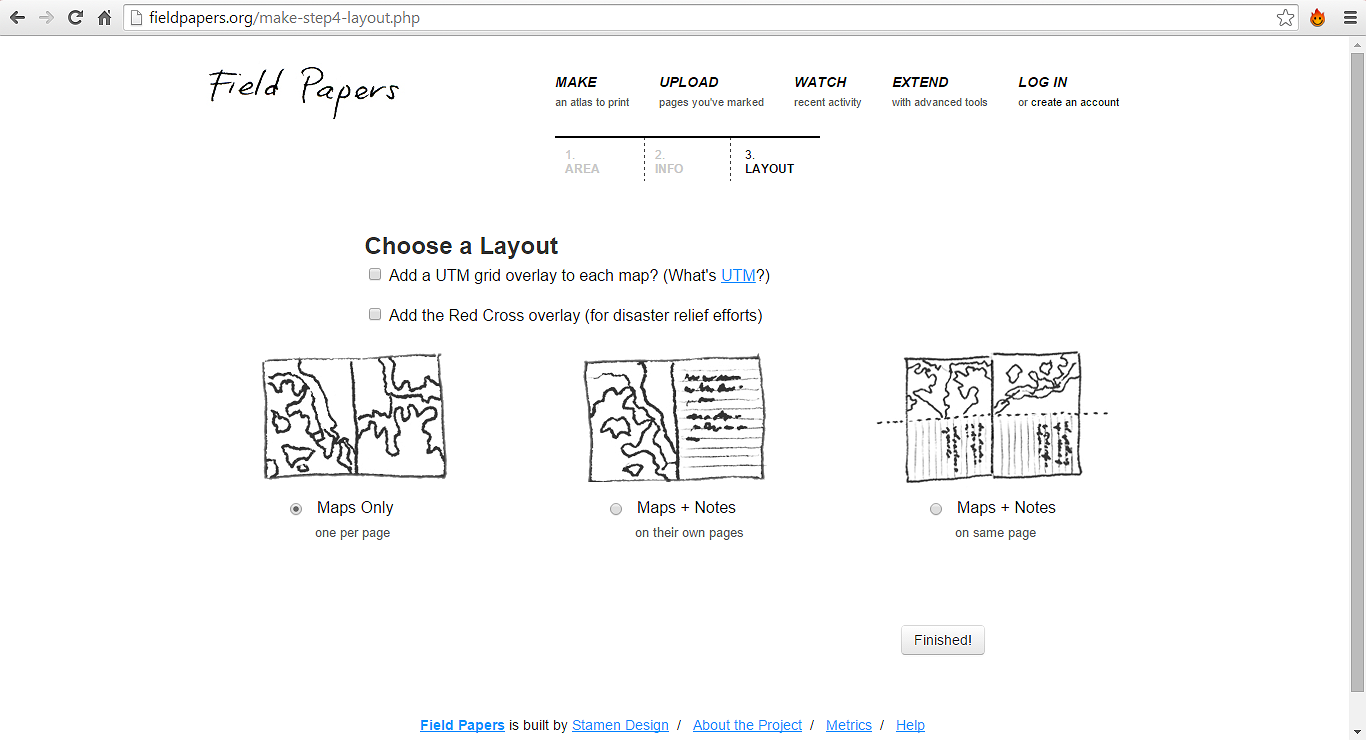 fieldpapers.org/make-step4-layout.php
Field Papers
MAKE UPLOAD WATCH EXTEND LOG IN
an atlas to print pages you've marked recent activity with advanced tools or create an account
1. 2. 3.
AREA INFO LAYOUT
Choose a Layout
Add a UTM grid overlay to each map? (What's UTM?)
Add the Red Cross overlay (for disaster relief efforts)
Maps Only Maps + Notes Maps + Notes
one per page on their own pages on same page
Finished!
Field Papers is built by Stamen Design / About the Project / Metrics / Help